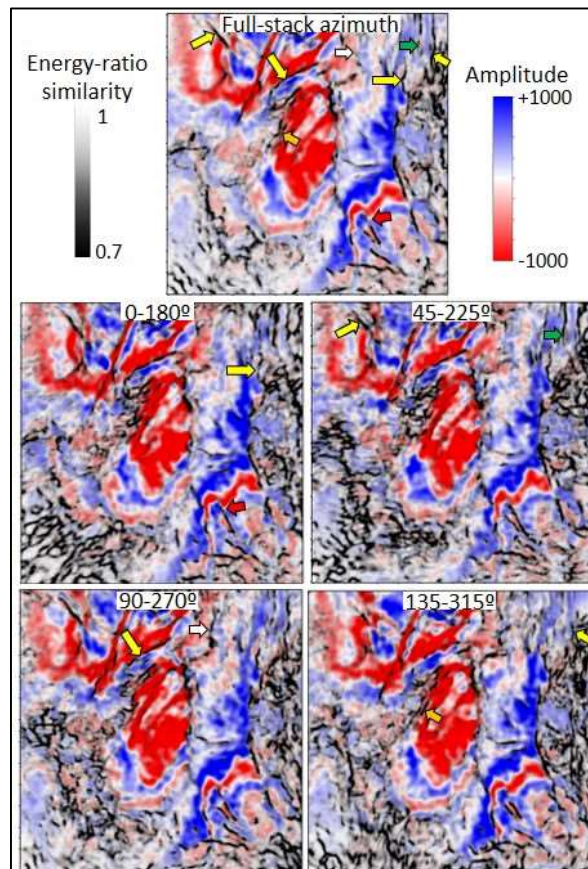 Full-stack azimuth
Energy-ratio
similarity
1
0.7
Amplitude
+1000
-1000
0-180º
45-225º
90-270º
135-315º